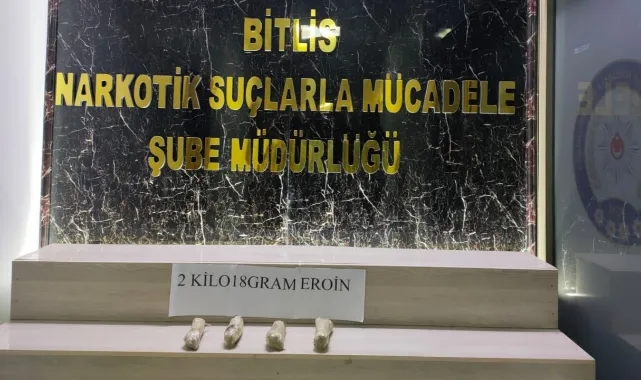 BİTLİS
NARKOTİK SUÇLARLA MÜCADELE
ŞUBE MÜDÜRLÜĞÜ
2 KİLO18GRAM EROİN